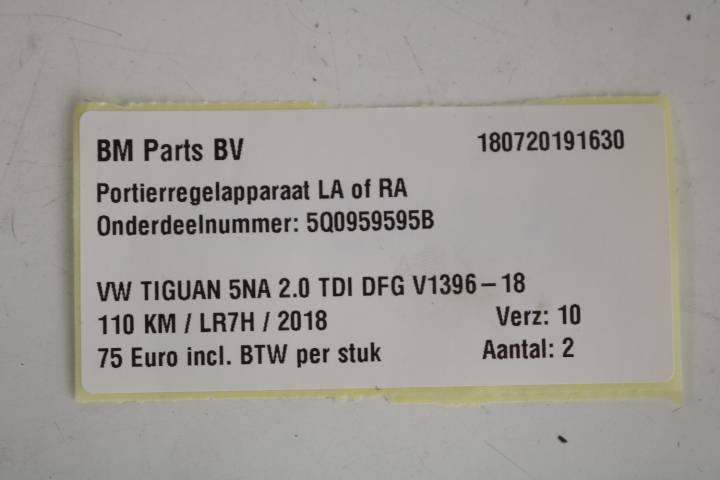 BM Parts BV 180720191630
Portierregelapparaat LA of RA
Onderdeelnummer: 5Q0959595B
VW TIGUAN 5NA 2.0 TDI DFG V1396-18
110 KM / LR7H / 2018 Verz: 10
75 Euro incl. BTW per stuk Aantal: 2